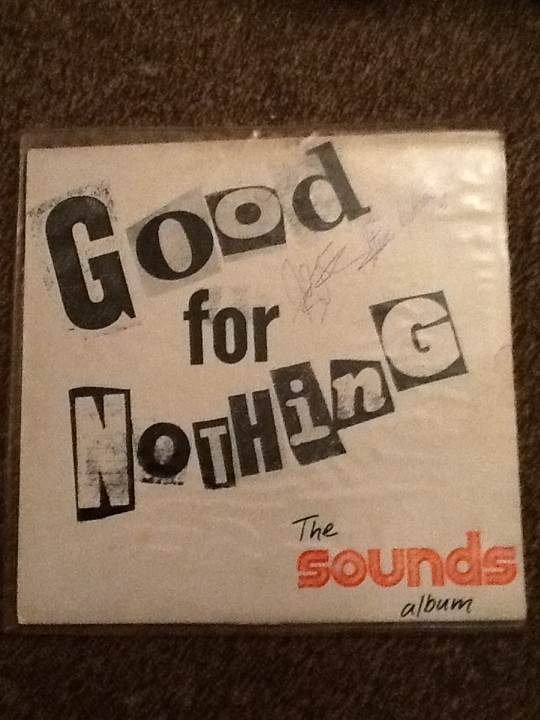 Good
for
NoTHinG
The
sounds
album